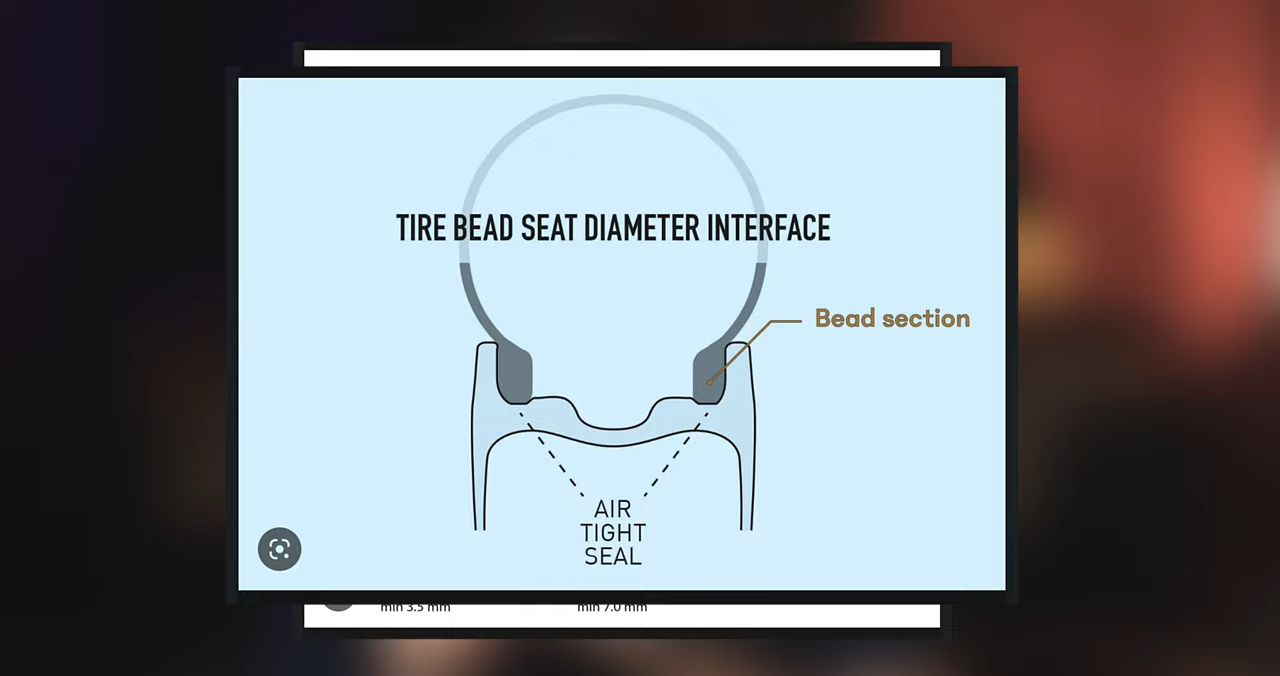 TIRE BEAD SEAT DIAMETER INTERFACE
Bead section
AIR
TIGHT
SEAL
min 3.5 mm
min 7.0 mm